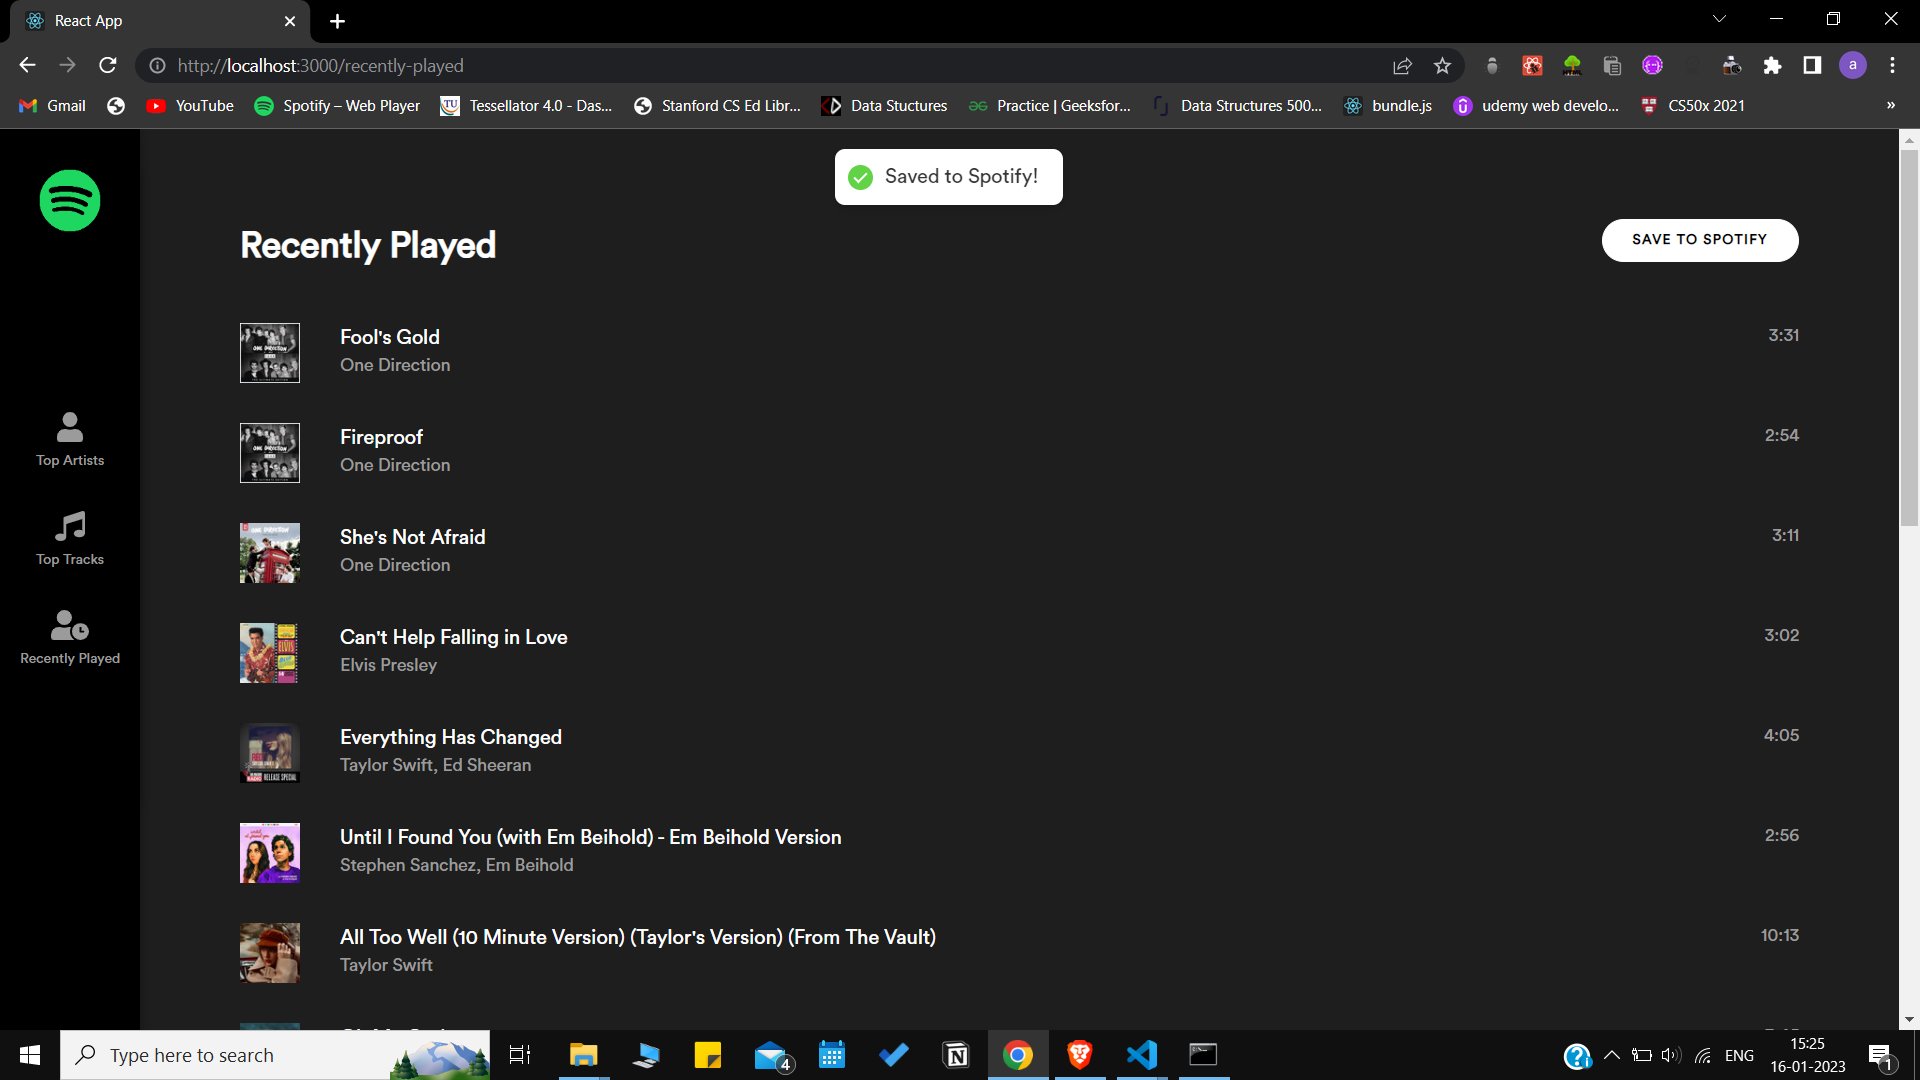 React App
http://localhost:3000/recently-played
a
Gmail
YouTube
Spotify – Web Player
TU
Tessellator 4.0 - Das...
Stanford CS Ed Libr...
Data Stuctures
Practice | Geeksfor...
Data Structures 500...
bundle.js
udemy web develo...
CS50x 2021
»
Saved to Spotify!
Recently Played
SAVE TO SPOTIFY
Fool's Gold
3:31
One Direction
Fireproof
2:54
One Direction
She's Not Afraid
3:11
One Direction
Can't Help Falling in Love
3:02
Elvis Presley
Everything Has Changed
4:05
Taylor Swift, Ed Sheeran
Until I Found You (with Em Beihold) - Em Beihold Version
2:56
Stephen Sanchez, Em Beihold
All Too Well (10 Minute Version) (Taylor's Version) (From The Vault)
10:13
Taylor Swift
Top Artists
Top Tracks
Recently Played
Type here to search
4
ENG
15:25
16-01-2023
1